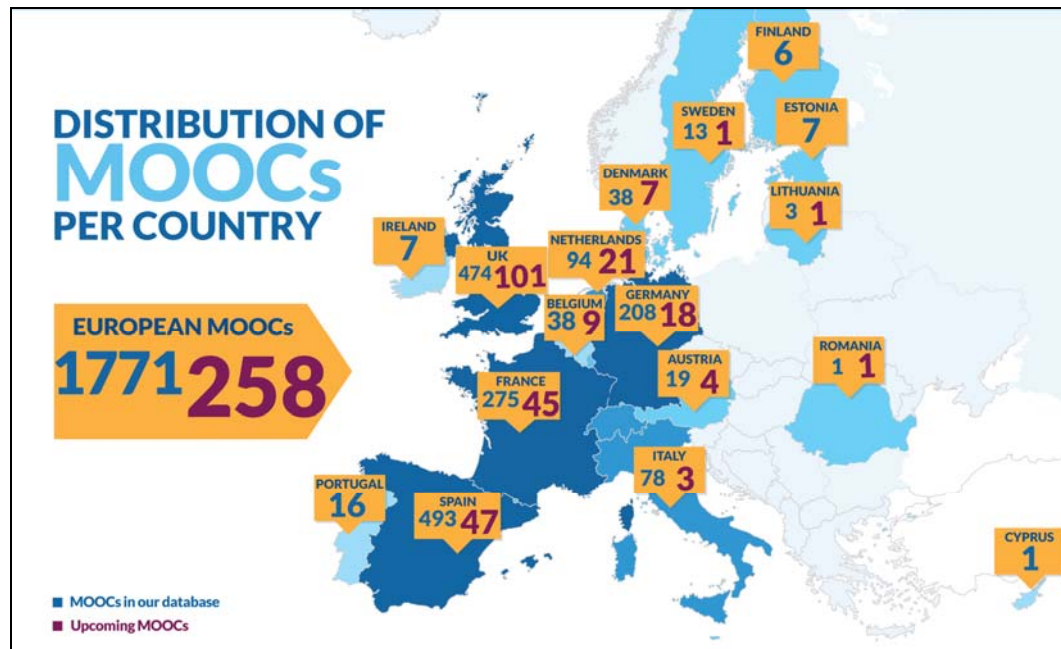 DISTRIBUTION OF
MOOCs
PER COUNTRY
EUROPEAN MOOCs
1771 258
FINLAND
6
SWEDEN
13 1
ESTONIA
7
DENMARK
38 7
LITHUANIA
3 1
IRELAND
7
UK
474 101
NETHERLANDS
94 21
BELGIUM
38 9
GERMANY
208 18
AUSTRIA
19 4
ROMANIA
1 1
FRANCE
275 45
ITALY
78 3
PORTUGAL
16
SPAIN
493 47
CYPRUS
1
MOOCs in our database
Upcoming MOOCs